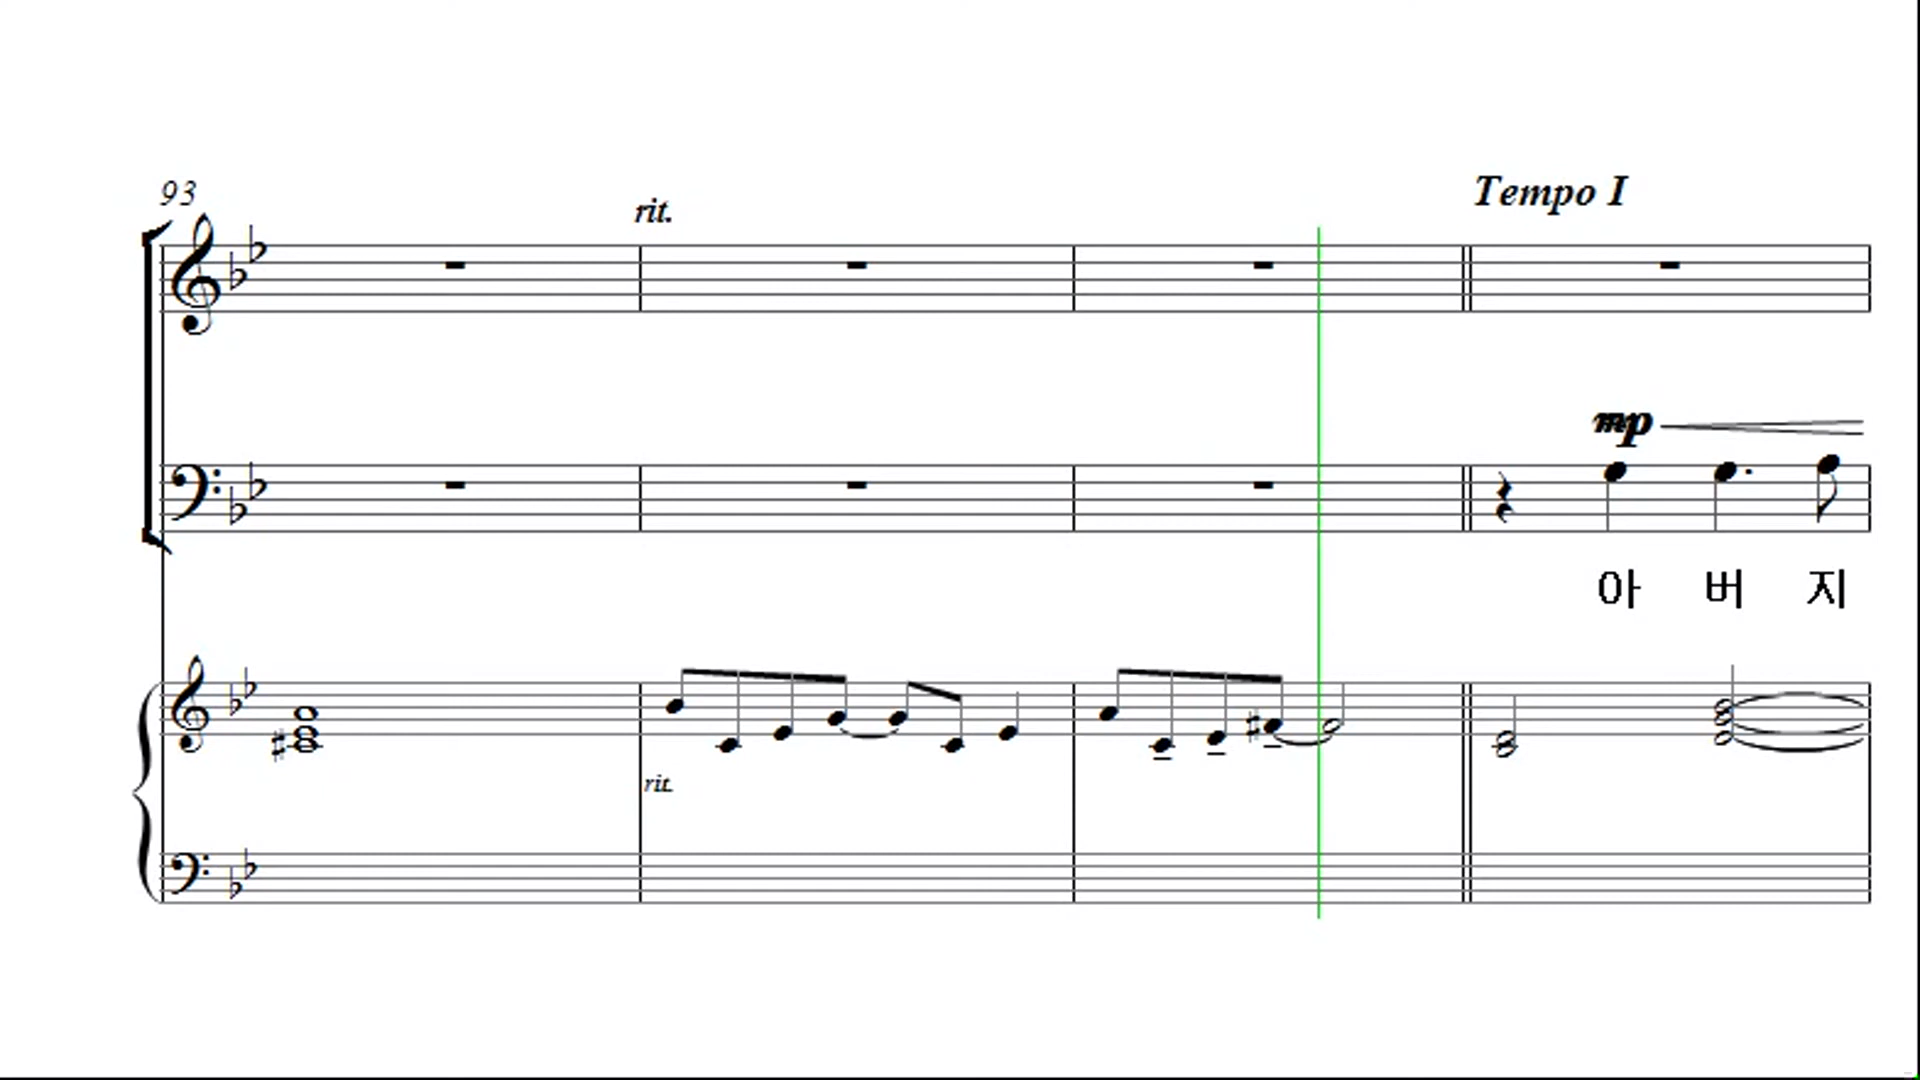 93
rit.
Tempo I
mp
아 버 지
rit.